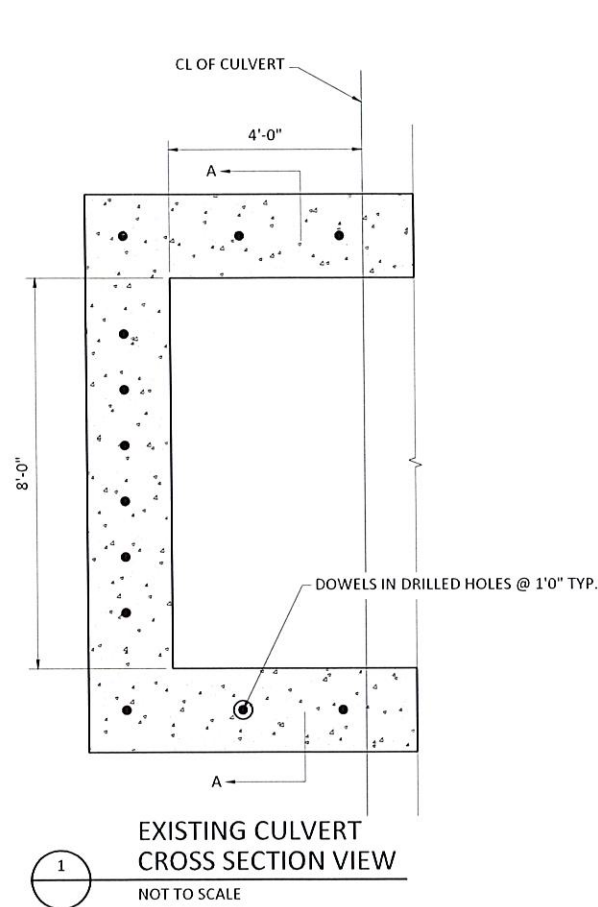 CL OF CULVERT
4'-0"
A
8'-0"
DOWELS IN DRILLED HOLES @ 1'0" TYP.
A
1
EXISTING CULVERT
CROSS SECTION VIEW
NOT TO SCALE